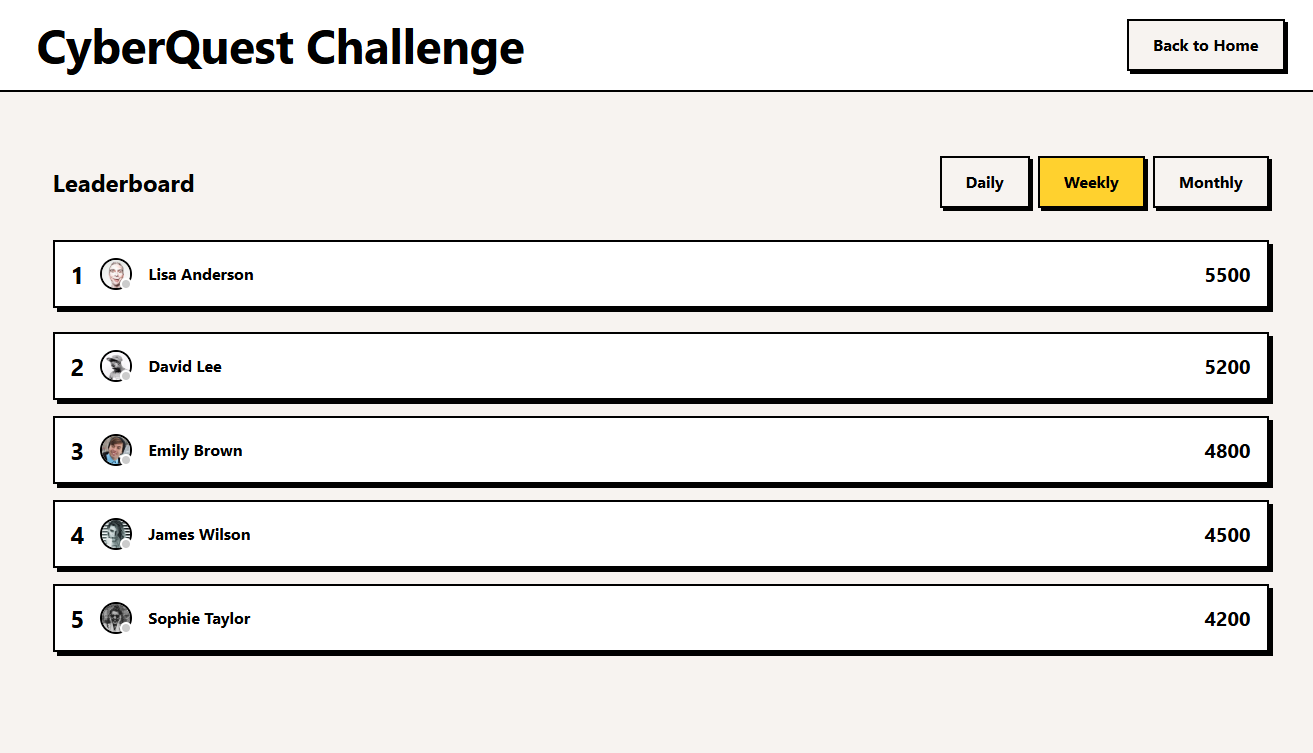 CyberQuest Challenge
Back to Home
Leaderboard
Daily
Weekly
Monthly
1 Lisa Anderson 5500
2 David Lee 5200
3 Emily Brown 4800
4 James Wilson 4500
5 Sophie Taylor 4200